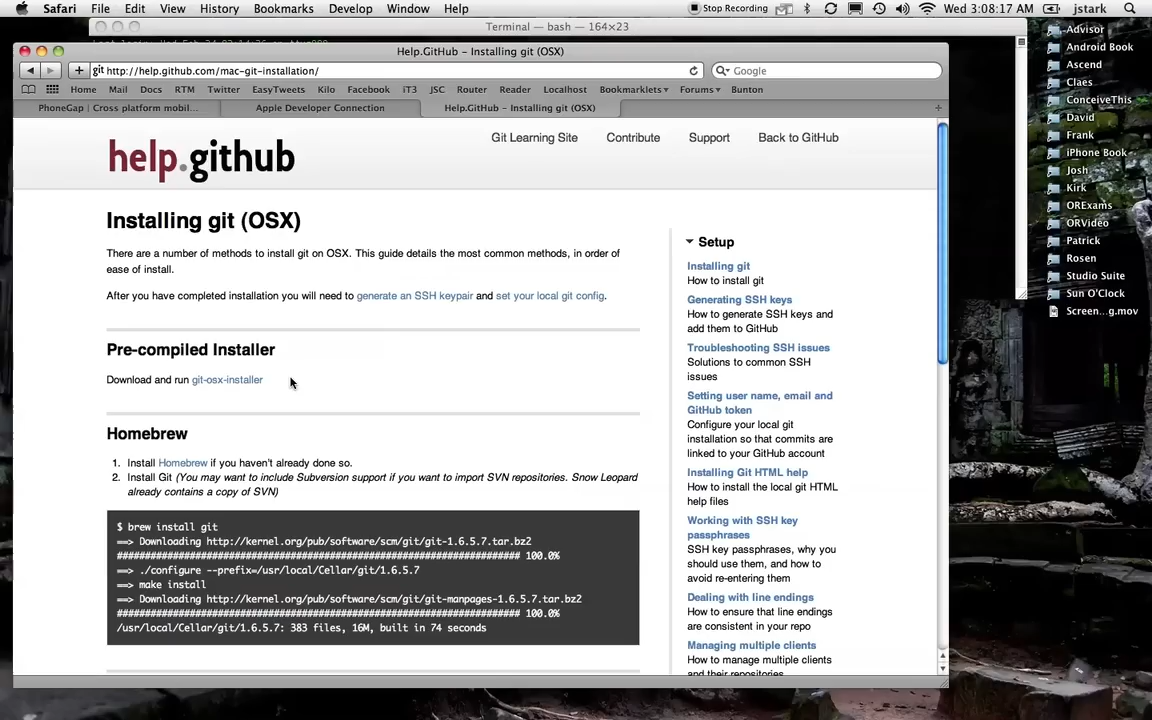 Safari File Edit View History Bookmarks Develop Window Help Stop Recording Wed 3:08:17 AM jstark
Terminal — bash — 164×23
Help.GitHub – Installing git (OSX)
git http://help.github.com/mac-git-installation/ Google
Home Mail Docs RTM Twitter EasyTweets Kilo Facebook iT3 JSC Router Reader Localhost Bookmarklets Forums Bunton
PhoneGap | Cross platform mobil... Apple Developer Connection Help.GitHub – Installing git (OSX)
help.github
Git Learning Site Contribute Support Back to GitHub
Installing git (OSX)
There are a number of methods to install git on OSX. This guide details the most common methods, in order of
ease of install.
After you have completed installation you will need to generate an SSH keypair and set your local git config.
Pre-compiled Installer
Download and run git-osx-installer
Homebrew
1. Install Homebrew if you haven't already done so.
2. Install Git (You may want to include Subversion support if you want to import SVN repositories. Snow Leopard
already contains a copy of SVN)
$ brew install git
==> Downloading http://kernel.org/pub/software/scm/git/git-1.6.5.7.tar.bz2
######################################################################## 100.0%
==> ./configure --prefix=/usr/local/Cellar/git/1.6.5.7
==> make install
==> Downloading http://kernel.org/pub/software/scm/git/git-manpages-1.6.5.7.tar.bz2
######################################################################## 100.0%
/usr/local/Cellar/git/1.6.5.7: 383 files, 16M, built in 74 seconds
Setup
Installing git
How to install git
Generating SSH keys
How to generate SSH keys and
add them to GitHub
Troubleshooting SSH issues
Solutions to common SSH
issues
Setting user name, email and
GitHub token
Configure your local git
installation so that commits are
linked to your GitHub account
Installing Git HTML help
How to install the local git HTML
help files
Working with SSH key
passphrases
SSH key passphrases, why you
should use them, and how to
avoid re-entering them
Dealing with line endings
How to ensure that line endings
are consistent in your repo
Managing multiple clients
How to manage multiple clients
and their repositories
Advisor
Android Book
Ascend
Claes
ConceiveThis
David
Frank
iPhone Book
Josh
Kirk
ORExams
ORVideo
Patrick
Rosen
Studio Suite
Sun O'Clock
Screen...g.mov